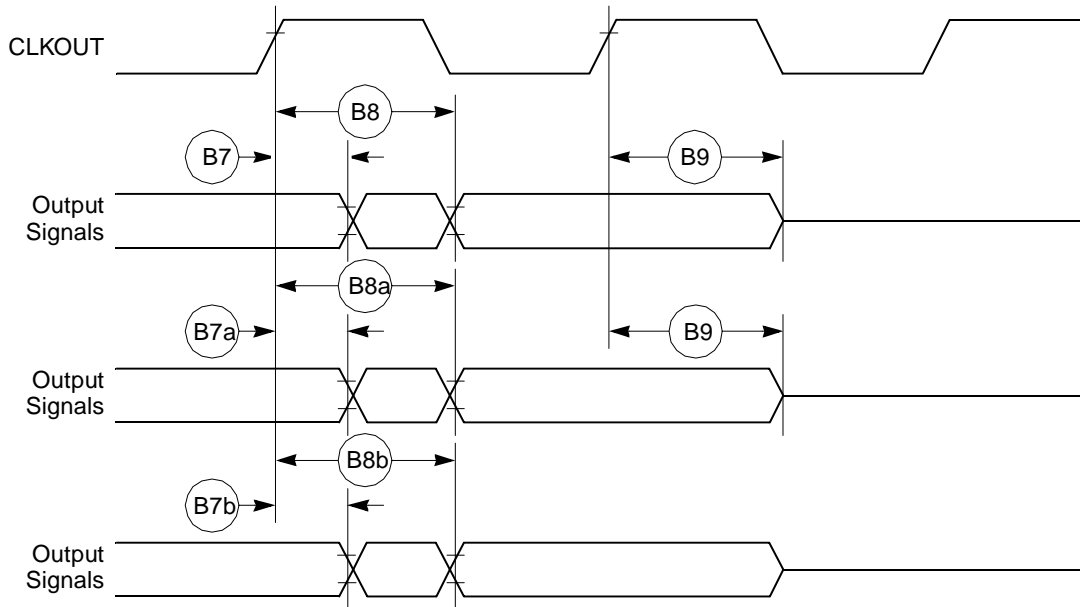 CLKOUT
B8
B7
B9
Output
Signals
B8a
B7a
B9
Output
Signals
B8b
B7b
Output
Signals